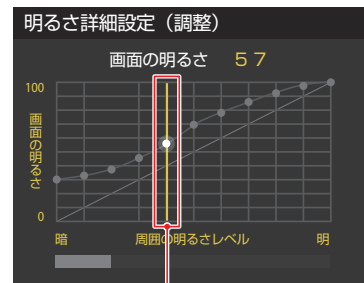 明るさ詳細設定（調整）
画面の明るさ 57
100
画面の明るさ
0
暗 周囲の明るさレベル 明